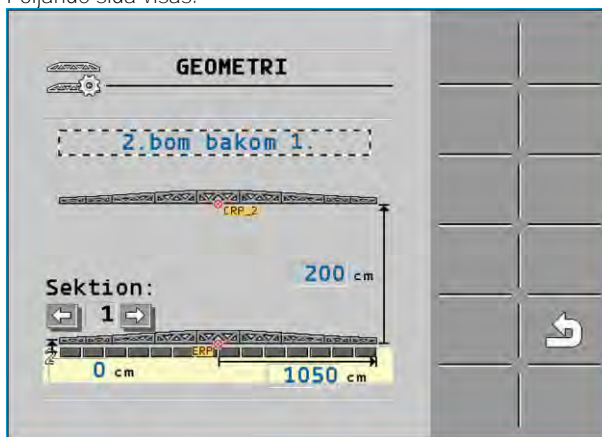 Följande sida visas:
GEOMETRI
2.bom bakom 1.
CRP_2
200 cm
Sektion:
1
ERP
0 cm
1050 cm